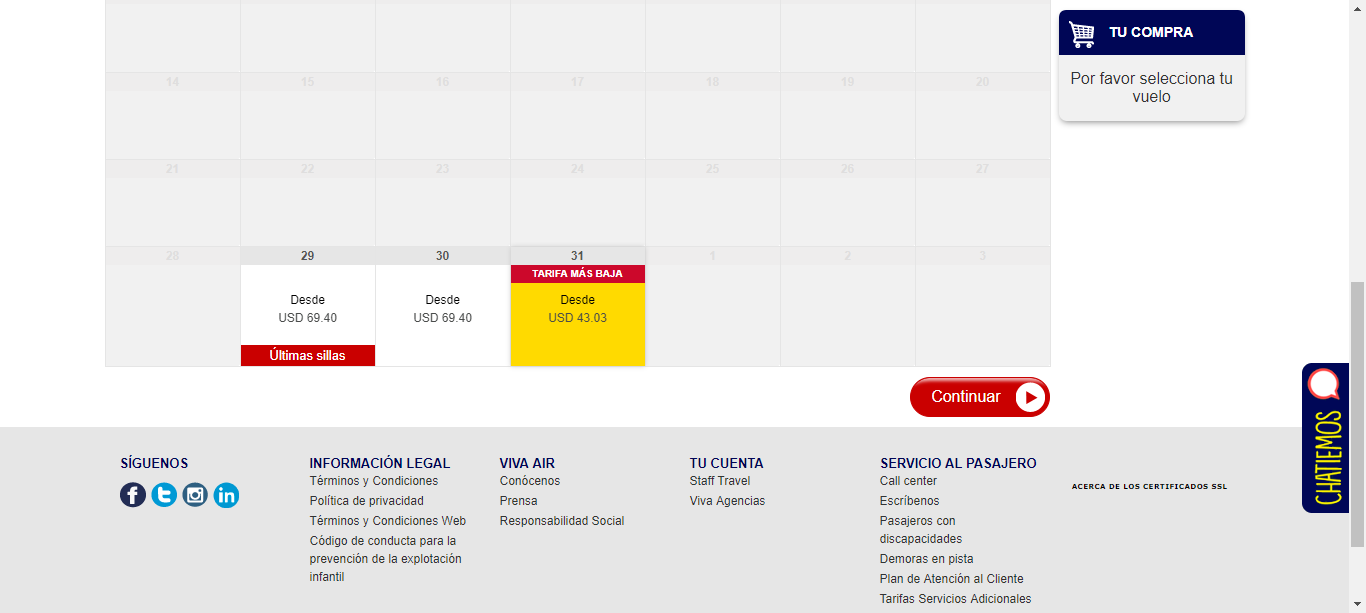 TU COMPRA
Por favor selecciona tu
vuelo
14 15 16 17 18 19 20
21 22 23 24 25 26 27
28 29 30 31 1 2 3
TARIFA MÁS BAJA
Desde Desde Desde
USD 69.40 USD 69.40 USD 43.03
Últimas sillas
Continuar
CHATIEMOS
SÍGUENOS
INFORMACIÓN LEGAL
Términos y Condiciones
Política de privacidad
Términos y Condiciones Web
Código de conducta para la
prevención de la explotación
infantil
VIVA AIR
Conócenos
Prensa
Responsabilidad Social
TU CUENTA
Staff Travel
Viva Agencias
SERVICIO AL PASAJERO
Call center
Escríbenos
Pasajeros con
discapacidades
Demoras en pista
Plan de Atención al Cliente
Tarifas Servicios Adicionales
ACERCA DE LOS CERTIFICADOS SSL